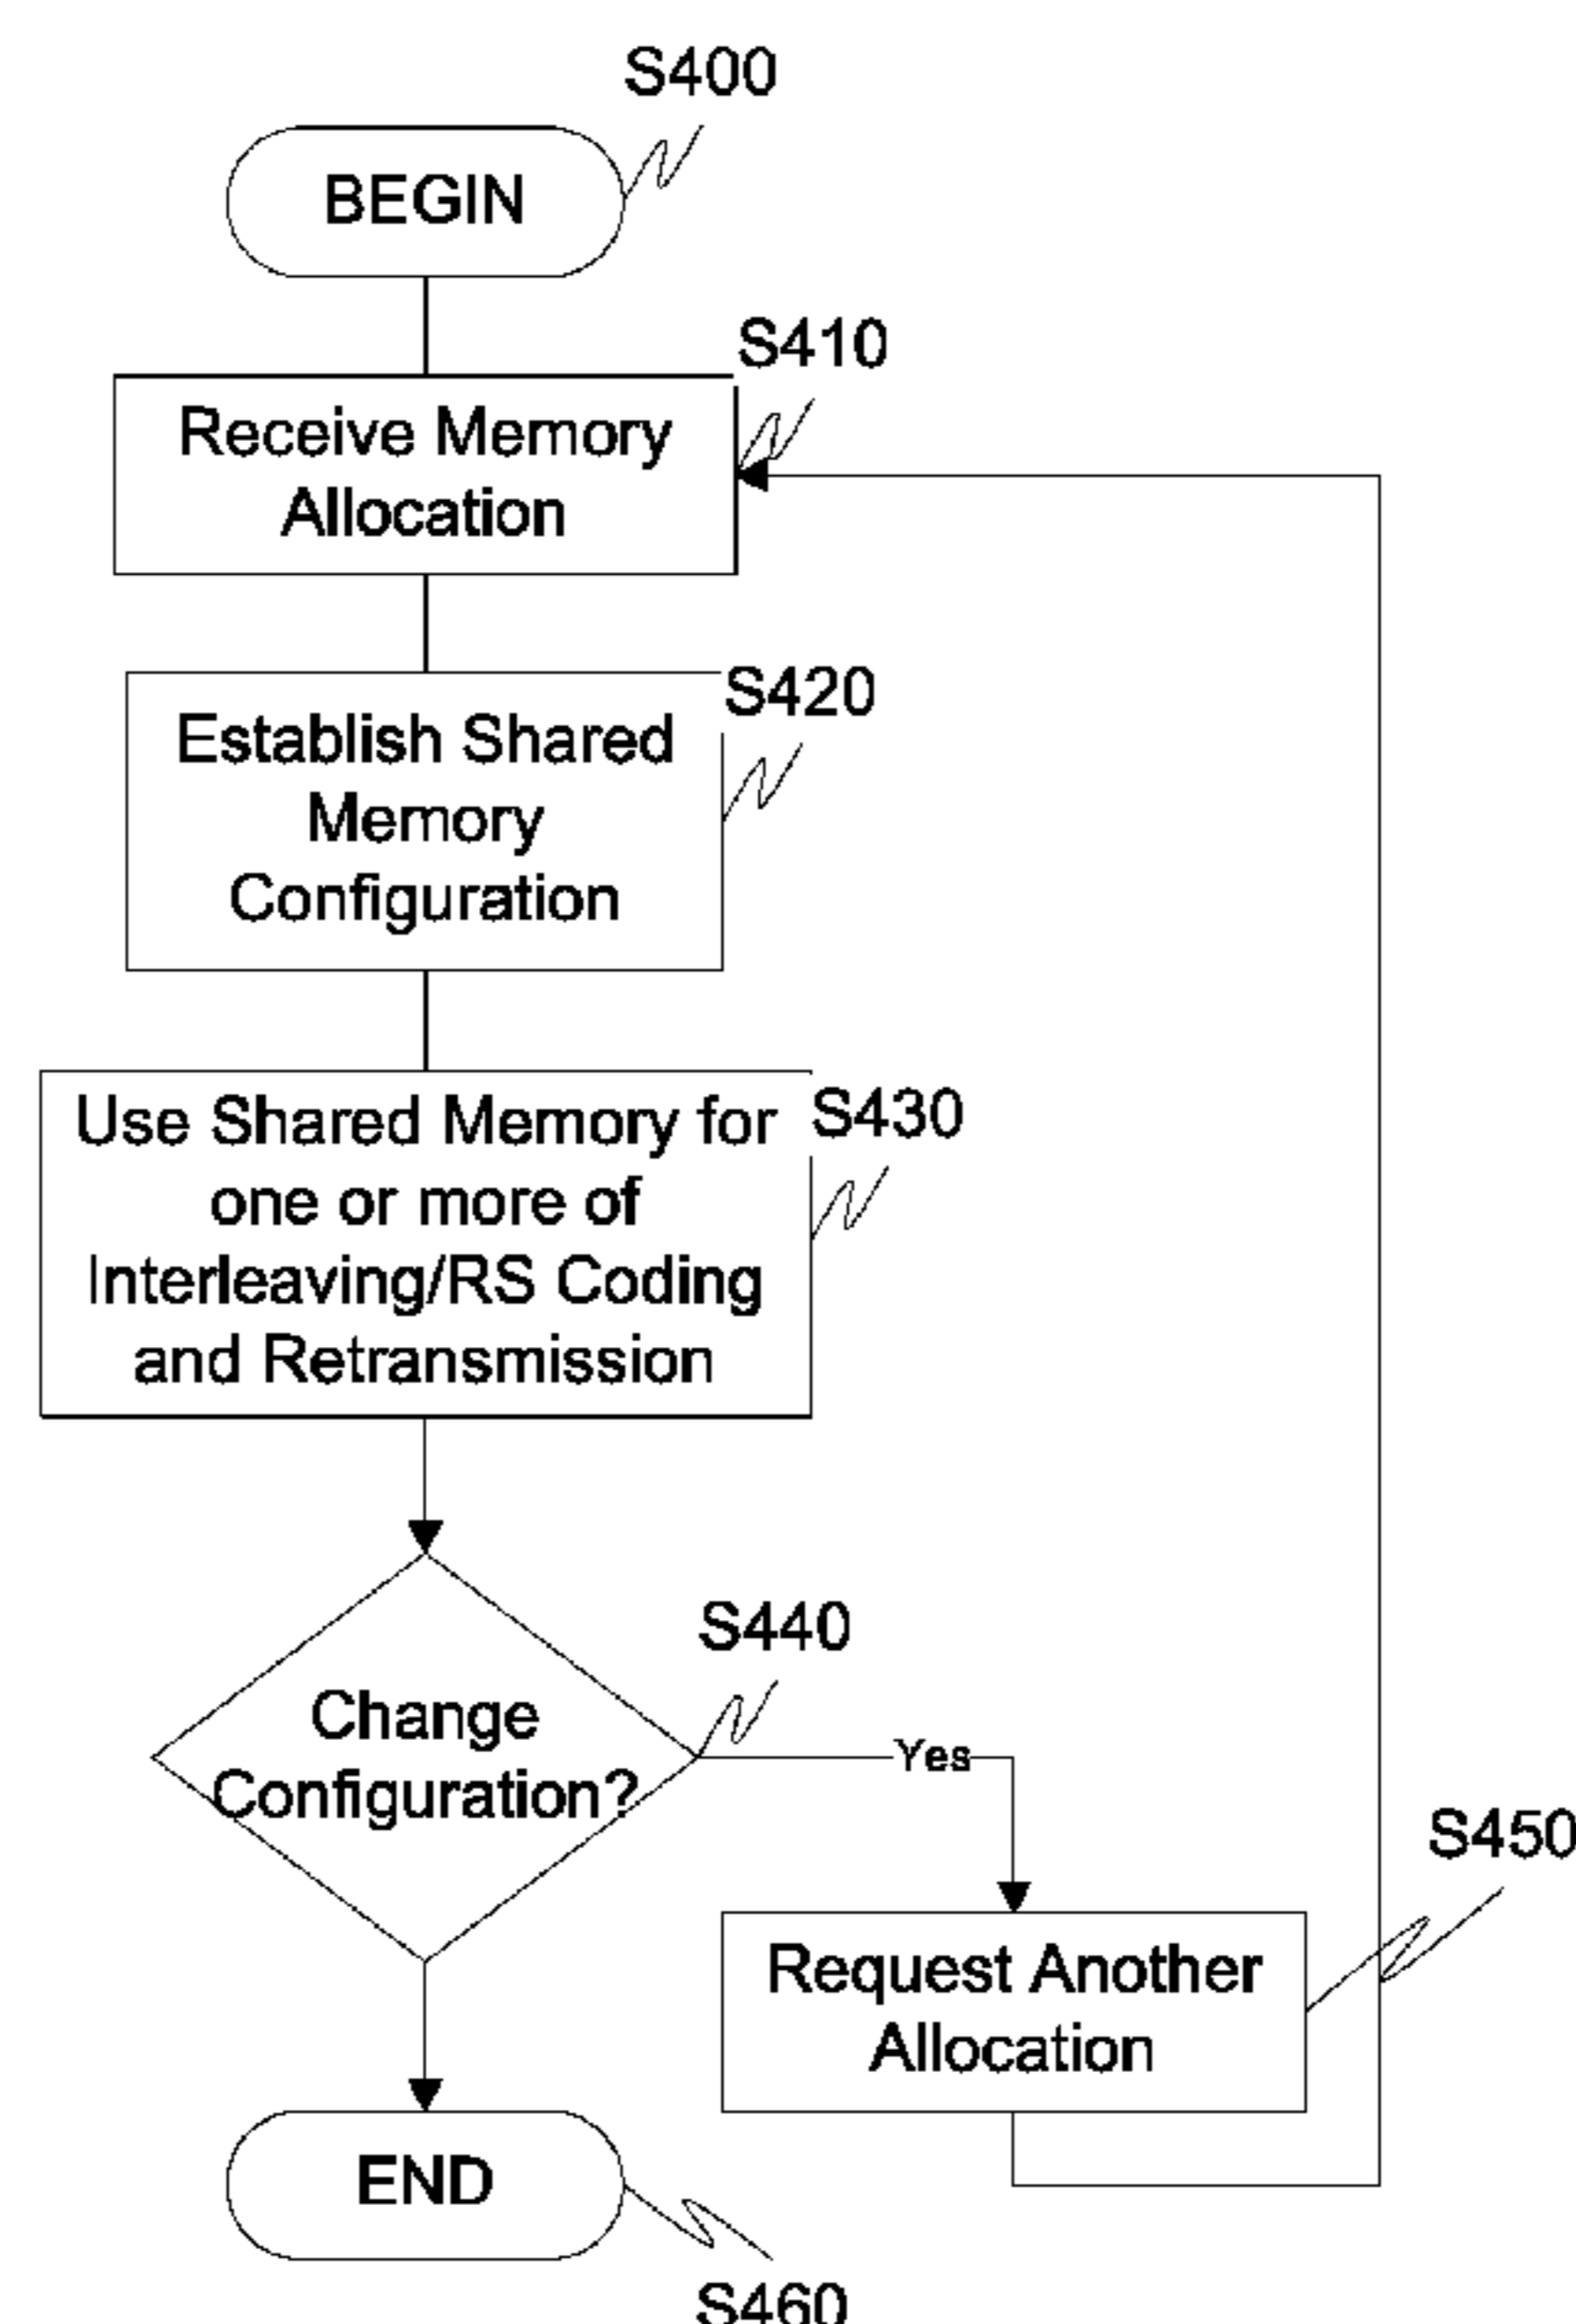 S400
BEGIN
S410
Receive Memory
Allocation
S420
Establish Shared
Memory
Configuration
S430
Use Shared Memory for
one or more of
Interleaving/RS Coding
and Retransmission
S440
Change
Configuration?
Yes
S450
Request Another
Allocation
END
S460